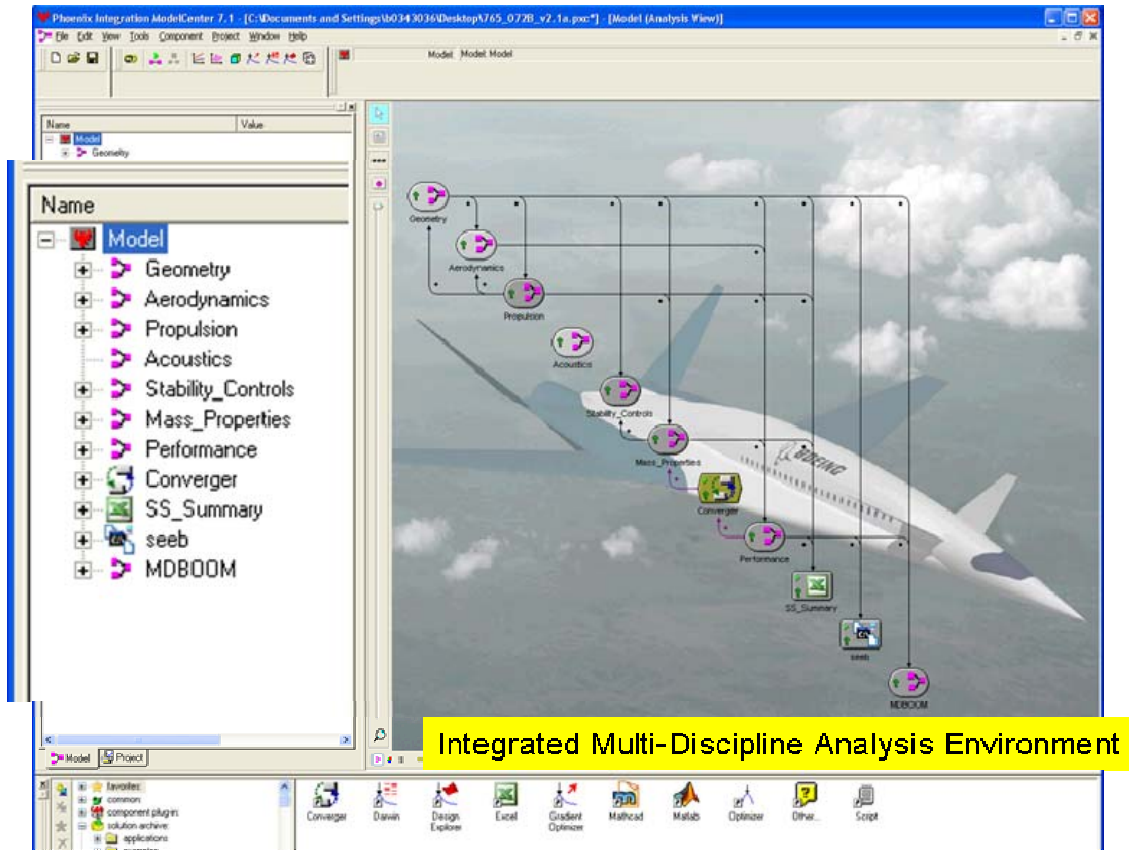 Phoenix Integration ModelCenter 7.1 - [C:\Documents and Settings\b0343036\Desktop\765_072B_v2.1a.pxc*] - [Model (Analysis View)]
File Edit View Tools Component Project Window Help
Model Model: Model
Name Value
Model
Geometry
Name
Model
Geometry
Aerodynamics
Propulsion
Acoustics
Stability_Controls
Mass_Properties
Performance
Converger
SS_Summary
seeb
MDBOOM
Geometry
Aerodynamics
Propulsion
Acoustics
Stability_Controls
Mass_Properties
BOEING
Converger
Performance
SS_Summary
seeb
MDBOOM
Integrated Multi-Discipline Analysis Environment
Model Project
favorites
common
component plug-in
solution archive
applications
Converger
Darwin
Design Explorer
Excel
Gradient Optimizer
Mathcad
Matlab
Optimizer
Other...
Script